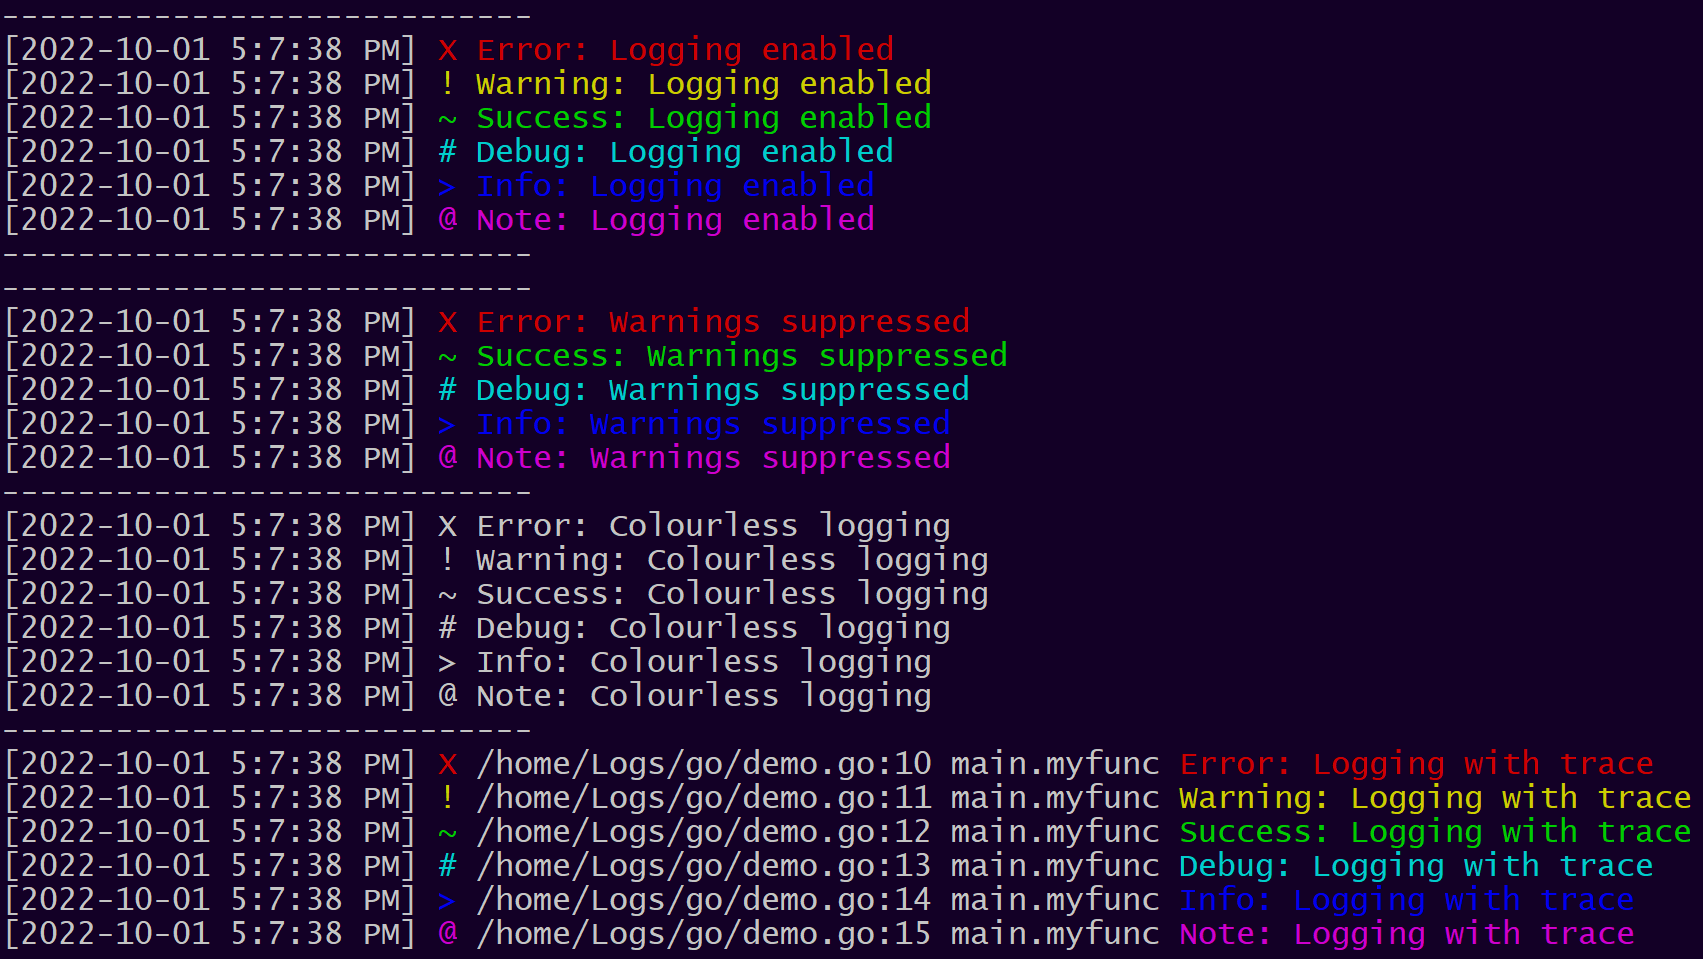 ----------------------------
[2022-10-01 5:7:38 PM] X Error: Logging enabled
[2022-10-01 5:7:38 PM] ! Warning: Logging enabled
[2022-10-01 5:7:38 PM] ~ Success: Logging enabled
[2022-10-01 5:7:38 PM] # Debug: Logging enabled
[2022-10-01 5:7:38 PM] > Info: Logging enabled
[2022-10-01 5:7:38 PM] @ Note: Logging enabled
----------------------------
----------------------------
[2022-10-01 5:7:38 PM] X Error: Warnings suppressed
[2022-10-01 5:7:38 PM] ~ Success: Warnings suppressed
[2022-10-01 5:7:38 PM] # Debug: Warnings suppressed
[2022-10-01 5:7:38 PM] > Info: Warnings suppressed
[2022-10-01 5:7:38 PM] @ Note: Warnings suppressed
----------------------------
[2022-10-01 5:7:38 PM] X Error: Colourless logging
[2022-10-01 5:7:38 PM] ! Warning: Colourless logging
[2022-10-01 5:7:38 PM] ~ Success: Colourless logging
[2022-10-01 5:7:38 PM] # Debug: Colourless logging
[2022-10-01 5:7:38 PM] > Info: Colourless logging
[2022-10-01 5:7:38 PM] @ Note: Colourless logging
----------------------------
[2022-10-01 5:7:38 PM] X /home/Logs/go/demo.go:10 main.myfunc Error: Logging with trace
[2022-10-01 5:7:38 PM] ! /home/Logs/go/demo.go:11 main.myfunc Warning: Logging with trace
[2022-10-01 5:7:38 PM] ~ /home/Logs/go/demo.go:12 main.myfunc Success: Logging with trace
[2022-10-01 5:7:38 PM] # /home/Logs/go/demo.go:13 main.myfunc Debug: Logging with trace
[2022-10-01 5:7:38 PM] > /home/Logs/go/demo.go:14 main.myfunc Info: Logging with trace
[2022-10-01 5:7:38 PM] @ /home/Logs/go/demo.go:15 main.myfunc Note: Logging with trace